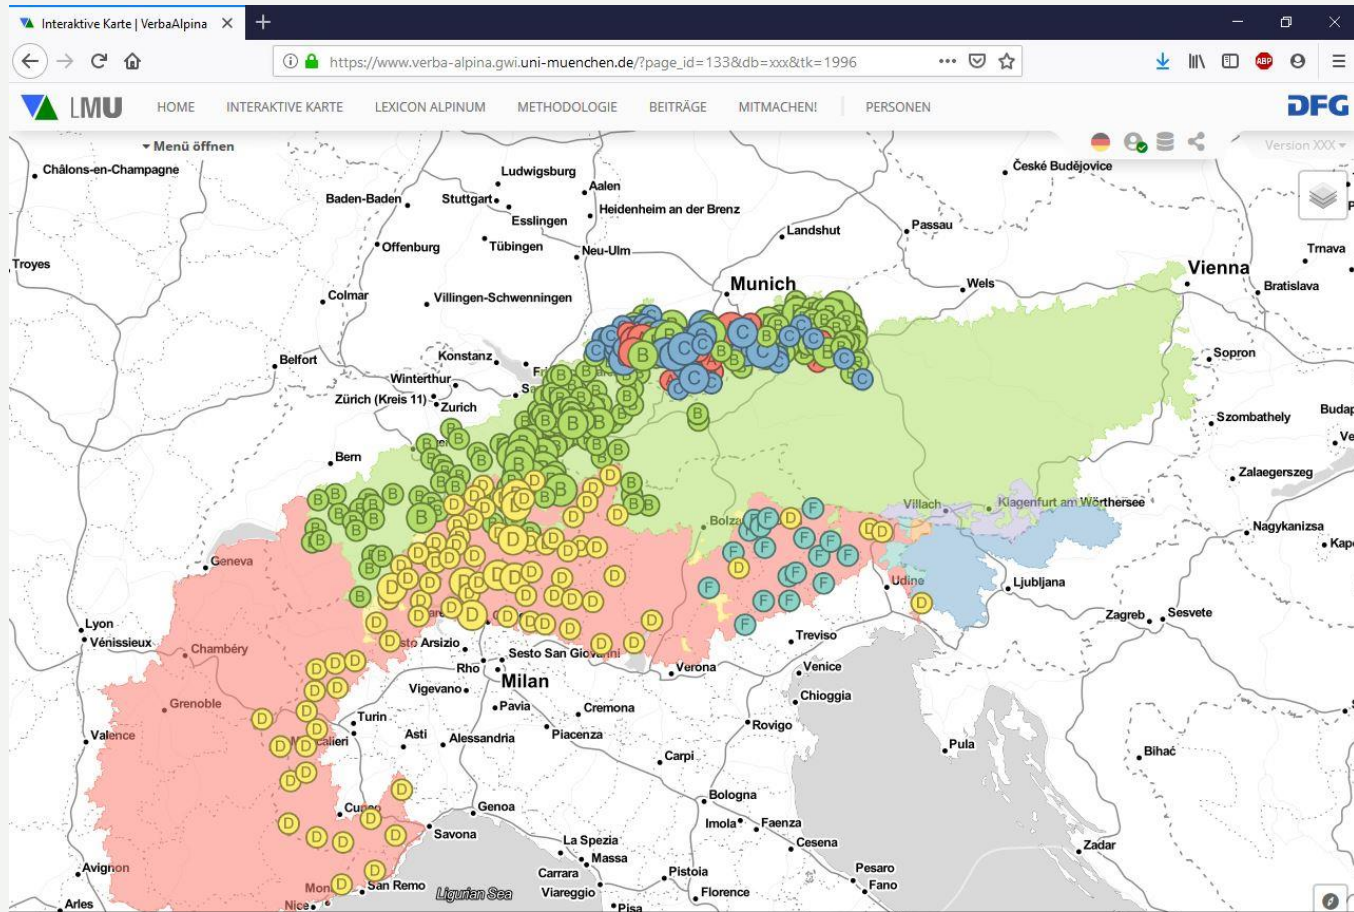 Interaktive Karte | VerbaAlpina
https://www.verba-alpina.gwi.uni-muenchen.de/?page_id=133&db=xxx&tk=1996
ABP
LMU HOME INTERAKTIVE KARTE LEXICON ALPINUM METHODOLOGIE BEITRÄGE MITMACHEN! PERSONEN DFG
Menü öffnen
Version XXX
Châlons-en-Champagne
Ludwigsburg
České Budějovice
Aalen
Baden-Baden
Stuttgart
Esslingen
Heidenheim an der Brenz
Passau
Landshut
Offenburg
Tübingen
Neu-Ulm
Trnava
Troyes
Vienna
Munich
Wels
Bratislava
Colmar
Villingen-Schwenningen
Belfort
Konstanz
Sopron
Winterthur
Zürich (Kreis 11)
Zurich
Szombathely
Bern
Zalaegerszeg
Villach
Klagenfurt am Wörthersee
Nagykanizsa
Geneva
Udine
Ljubljana
Lyon
Vénissieux
Zagreb
Sesvete
Chambéry
Treviso
Sesto San Giovanni
Rho
Verona
Venice
Milan
Vigevano
Chioggia
Grenoble
Pavia
Cremona
Turin
Rovigo
Valence
Asti
Alessandria
Piacenza
Pula
Bihać
Carpi
Bologna
Cuneo
Genoa
Imola
Faenza
Savona
La Spezia
Cesena
Zadar
Massa
Avignon
Carrara
Pistoia
Pesaro
San Remo
Ligurian Sea
Viareggio
Florence
Fano
Arles
Nice
Pisa